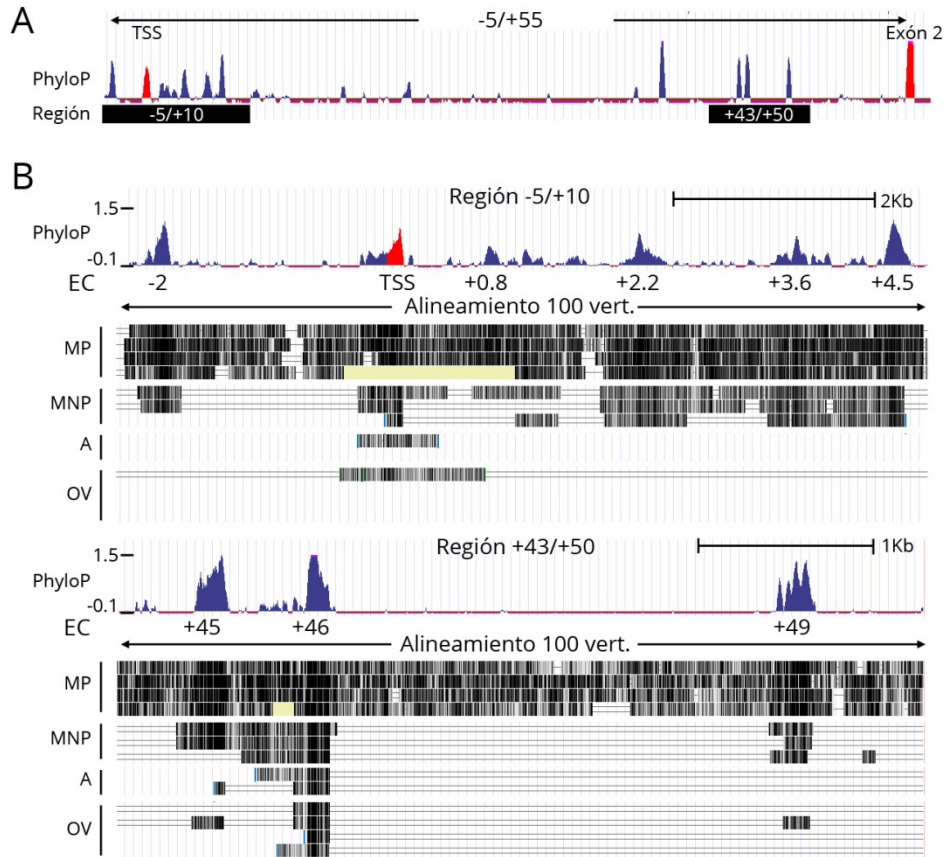 A
-5/+55
TSS
Exón 2
PhyloP
Región
-5/+10
+43/+50
B
Región -5/+10
2Kb
1.5
PhyloP
-0.1
EC
-2
TSS
+0.8
+2.2
+3.6
+4.5
Alineamiento 100 vert.
MP
MNP
A
OV
Región +43/+50
1Kb
1.5
PhyloP
-0.1
EC
+45
+46
+49
Alineamiento 100 vert.
MP
MNP
A
OV